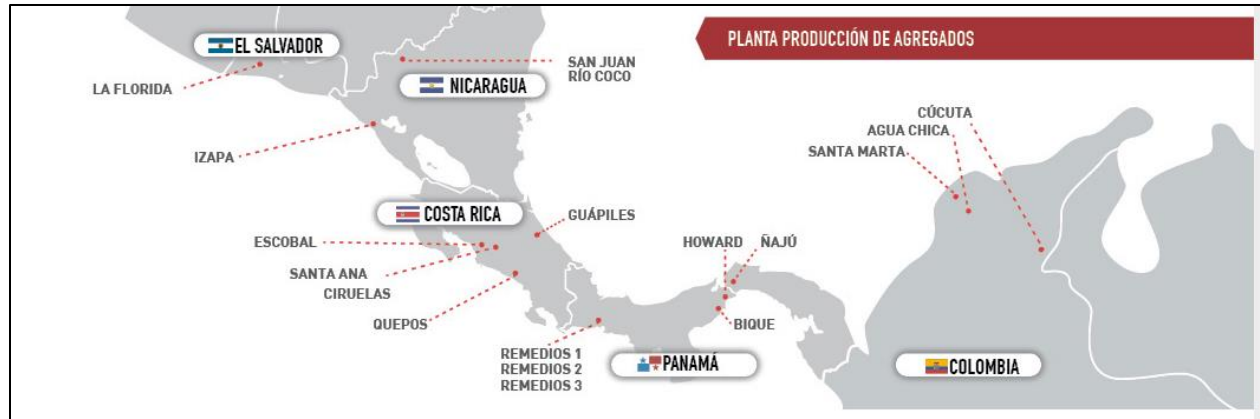 PLANTA PRODUCCIÓN DE AGREGADOS
EL SALVADOR
LA FLORIDA
SAN JUAN
RÍO COCO
NICARAGUA
IZAPA
CÚCUTA
AGUA CHICA
SANTA MARTA
COSTA RICA
GUÁPILES
ESCOBAL
SANTA ANA
CIRUELAS
QUEPOS
HOWARD
ÑAJÚ
BIQUE
REMEDIOS 1
REMEDIOS 2
REMEDIOS 3
PANAMÁ
COLOMBIA